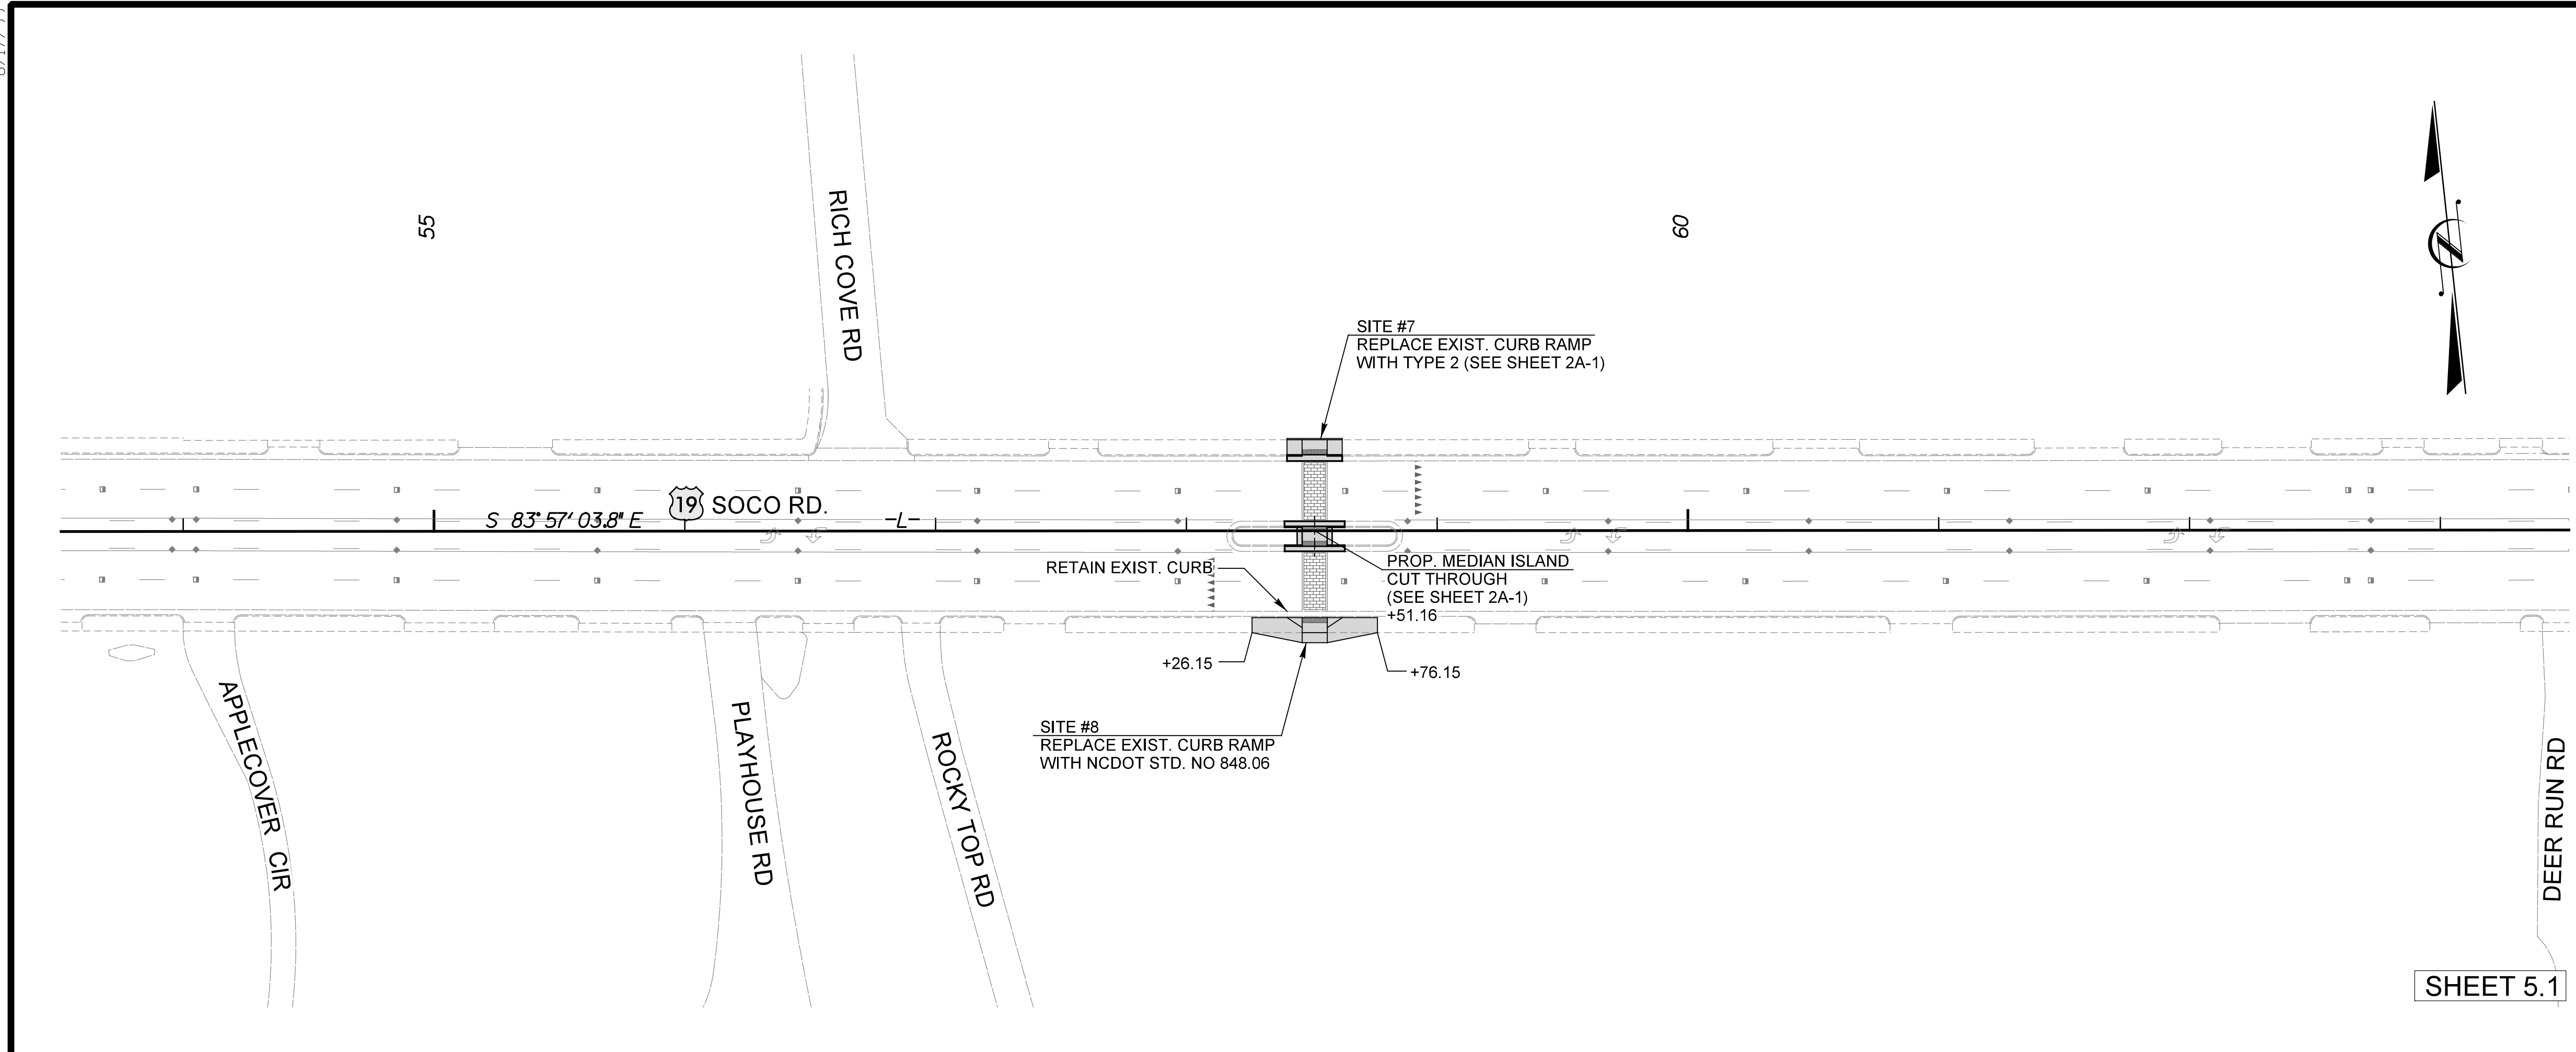 55
60
RICH COVE RD
SITE #7
REPLACE EXIST. CURB RAMP
WITH TYPE 2 (SEE SHEET 2A-1)
19 SOCO RD.
S 83° 57' 03.8" E
-L-
RETAIN EXIST. CURB
PROP. MEDIAN ISLAND
CUT THROUGH
(SEE SHEET 2A-1)
+51.16
+26.15
+76.15
SITE #8
REPLACE EXIST. CURB RAMP
WITH NCDOT STD. NO 848.06
APPLECOVER CIR
PLAYHOUSE RD
ROCKY TOP RD
DEER RUN RD
SHEET 5.1